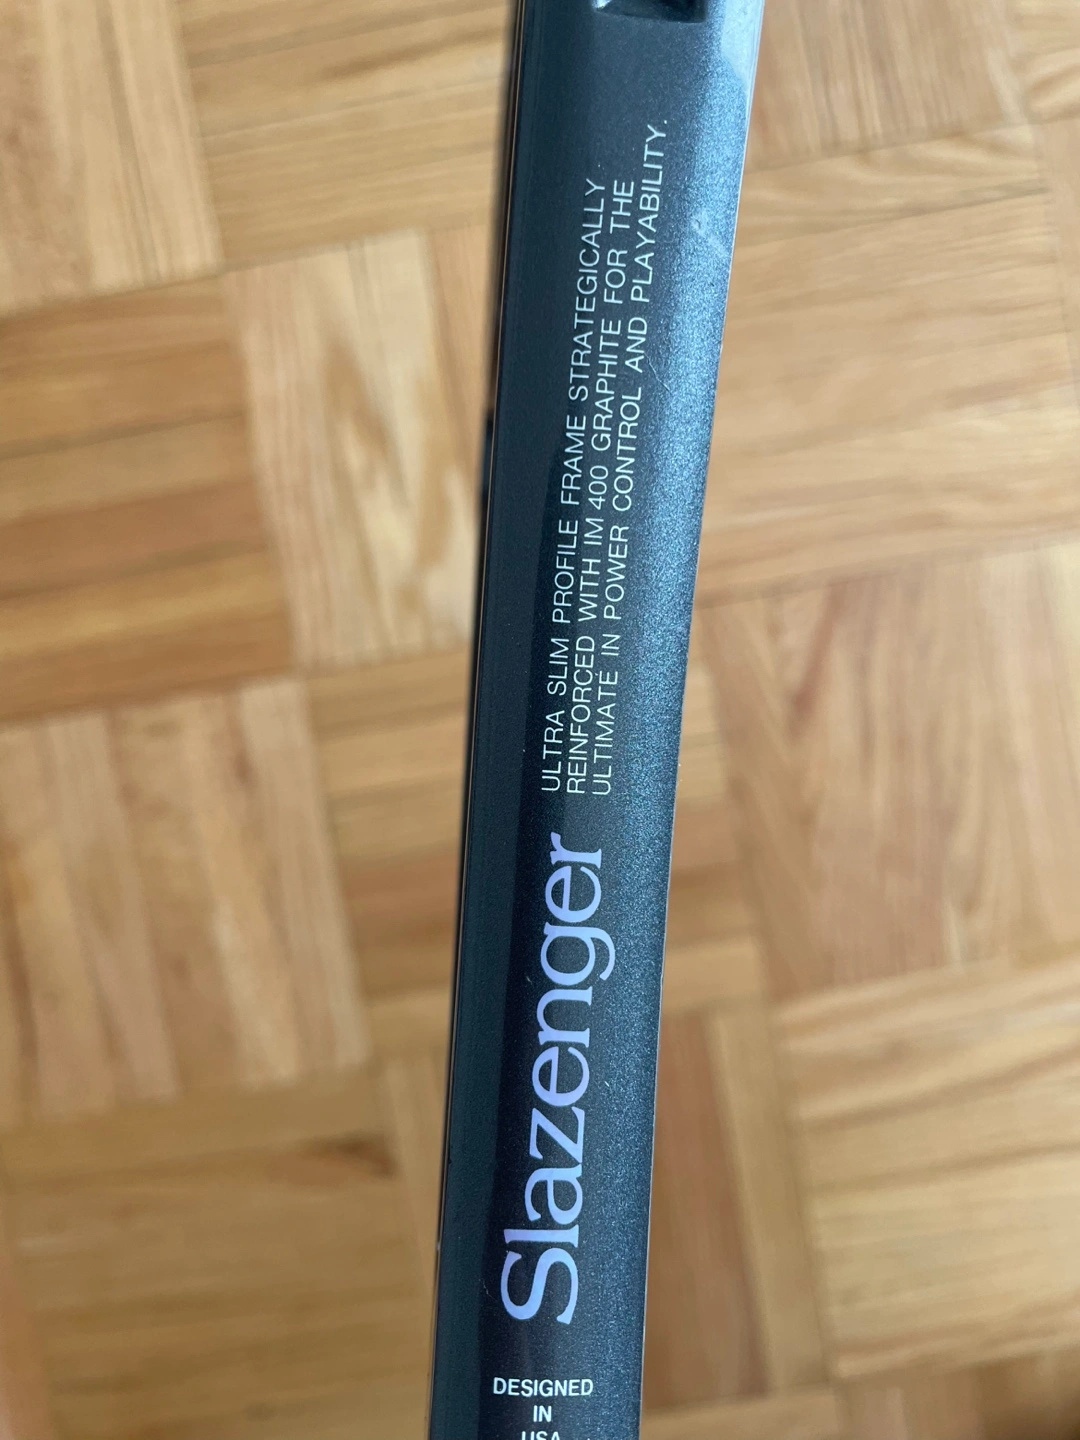 ULTRA SLIM PROFILE FRAME STRATEGICALLY
REINFORCED WITH IM 400 GRAPHITE FOR THE
ULTIMATE IN POWER CONTROL AND PLAYABILITY.
Slazenger
DESIGNED
IN
USA